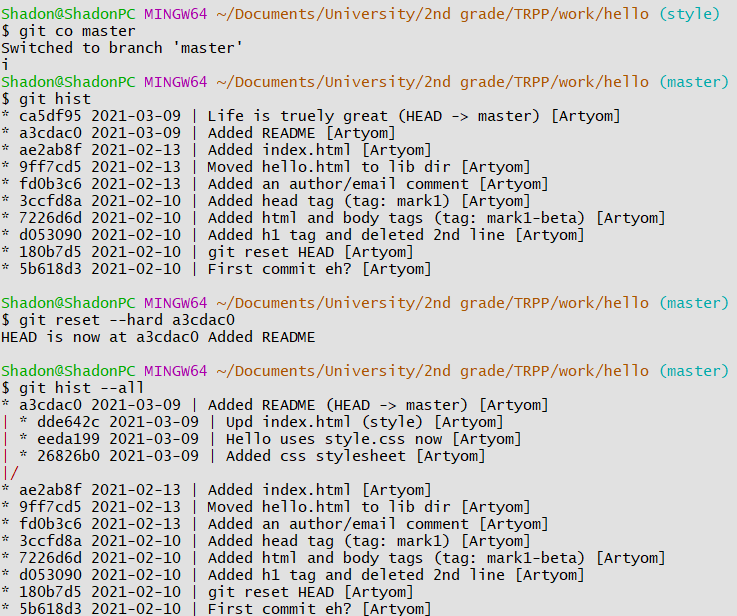 Shadon@ShadonPC MINGW64 ~/Documents/University/2nd grade/TRPP/work/hello (style)
$ git co master
Switched to branch 'master'
i
Shadon@ShadonPC MINGW64 ~/Documents/University/2nd grade/TRPP/work/hello (master)
$ git hist
* ca5df95 2021-03-09 | Life is truely great (HEAD -> master) [Artyom]
* a3cdac0 2021-03-09 | Added README [Artyom]
* ae2ab8f 2021-02-13 | Added index.html [Artyom]
* 9ff7cd5 2021-02-13 | Moved hello.html to lib dir [Artyom]
* fd0b3c6 2021-02-13 | Added an author/email comment [Artyom]
* 3ccfd8a 2021-02-10 | Added head tag (tag: mark1) [Artyom]
* 7226d6d 2021-02-10 | Added html and body tags (tag: mark1-beta) [Artyom]
* d053090 2021-02-10 | Added h1 tag and deleted 2nd line [Artyom]
* 180b7d5 2021-02-10 | git reset HEAD [Artyom]
* 5b618d3 2021-02-10 | First commit eh? [Artyom]
Shadon@ShadonPC MINGW64 ~/Documents/University/2nd grade/TRPP/work/hello (master)
$ git reset --hard a3cdac0
HEAD is now at a3cdac0 Added README
Shadon@ShadonPC MINGW64 ~/Documents/University/2nd grade/TRPP/work/hello (master)
$ git hist --all
* a3cdac0 2021-03-09 | Added README (HEAD -> master) [Artyom]
| * dde642c 2021-03-09 | Upd index.html (style) [Artyom]
| * eeda199 2021-03-09 | Hello uses style.css now [Artyom]
| * 26826b0 2021-03-09 | Added css stylesheet [Artyom]
|/
* ae2ab8f 2021-02-13 | Added index.html [Artyom]
* 9ff7cd5 2021-02-13 | Moved hello.html to lib dir [Artyom]
* fd0b3c6 2021-02-13 | Added an author/email comment [Artyom]
* 3ccfd8a 2021-02-10 | Added head tag (tag: mark1) [Artyom]
* 7226d6d 2021-02-10 | Added html and body tags (tag: mark1-beta) [Artyom]
* d053090 2021-02-10 | Added h1 tag and deleted 2nd line [Artyom]
* 180b7d5 2021-02-10 | git reset HEAD [Artyom]
* 5b618d3 2021-02-10 | First commit eh? [Artyom]